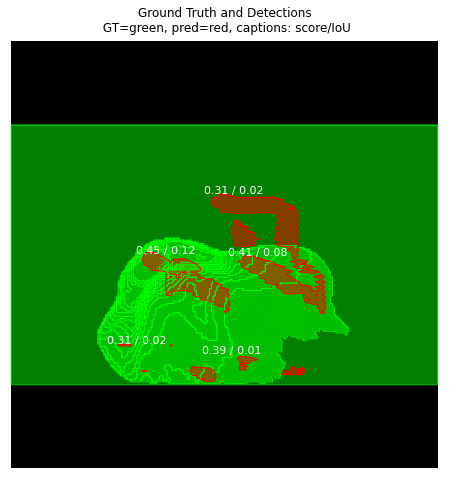 Ground Truth and Detections
GT=green, pred=red, captions: score/IoU
0.31 / 0.02
0.45 / 0.12
0.41 / 0.08
0.31 / 0.02
0.39 / 0.01